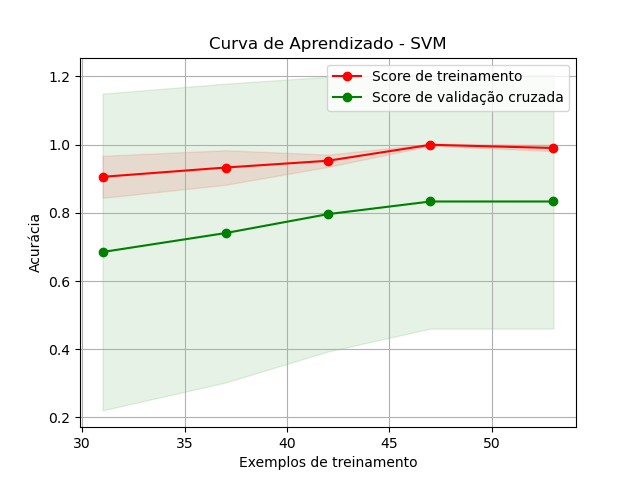 Curva de Aprendizado - SVM
Score de treinamento
Score de validação cruzada
1.2
1.0
0.8
0.6
0.4
0.2
Acurácia
30 35 40 45 50
Exemplos de treinamento